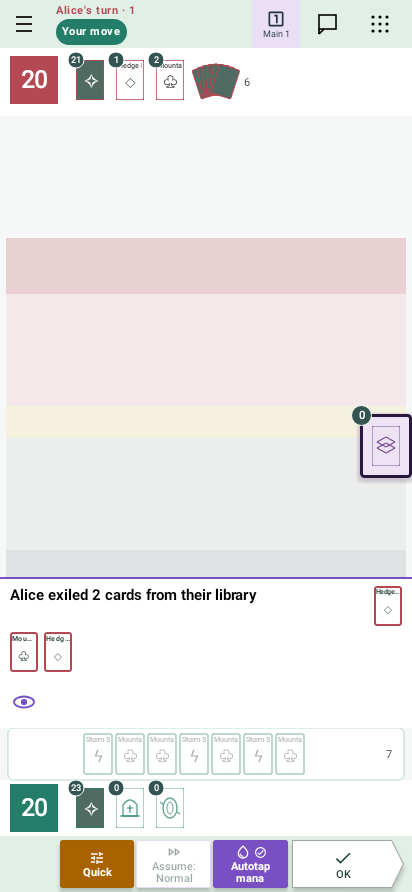 Alice's turn · 1
Your move
1
Main 1
20
21
1
Hedge
2
Mounta
6
0
Alice exiled 2 cards from their library
Hedge...
Mou...
Hedg...
Storm S
Mounta
Mounta
Storm S
Mounta
Storm S
Mounta
7
20
23
0
0
Quick
Assume:
Normal
Autotap
mana
OK